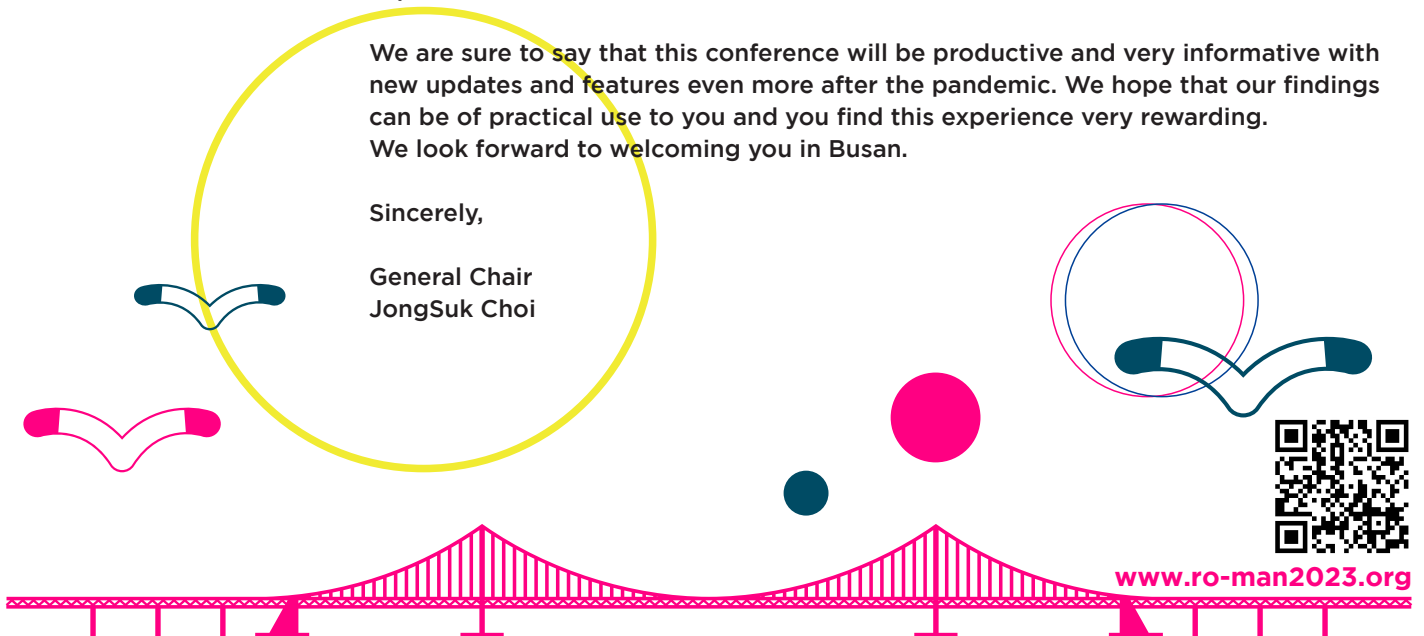 We are sure to say that this conference will be productive and very informative with
new updates and features even more after the pandemic. We hope that our findings
can be of practical use to you and you find this experience very rewarding.
We look forward to welcoming you in Busan.
Sincerely,
General Chair
JongSuk Choi
www.ro-man2023.org